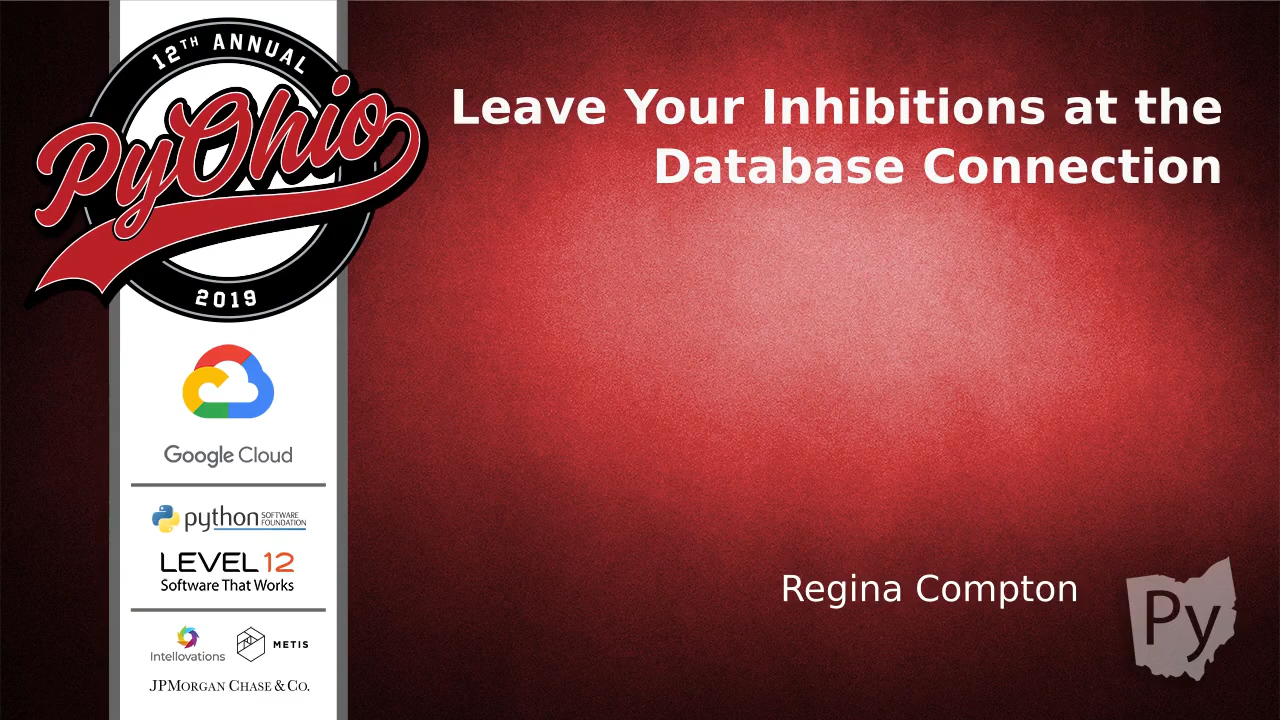 12TH ANNUAL
PyOhio
2019
Leave Your Inhibitions at the
Database Connection
Google Cloud
python SOFTWARE
FOUNDATION
LEVEL 12
Software That Works
Intellovations
METIS
JPMORGAN CHASE & CO.
Regina Compton
Py